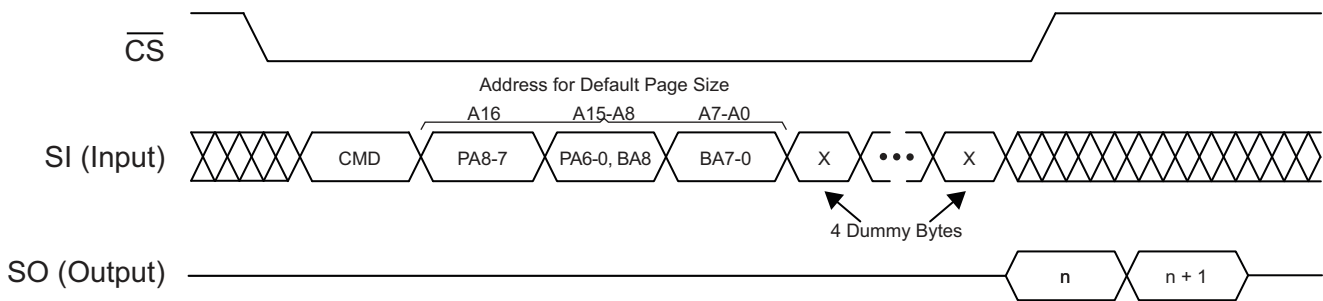 CS
Address for Default Page Size
A16 A15-A8 A7-A0
SI (Input) CMD PA8-7 PA6-0, BA8 BA7-0 X ••• X
4 Dummy Bytes
SO (Output) n n + 1